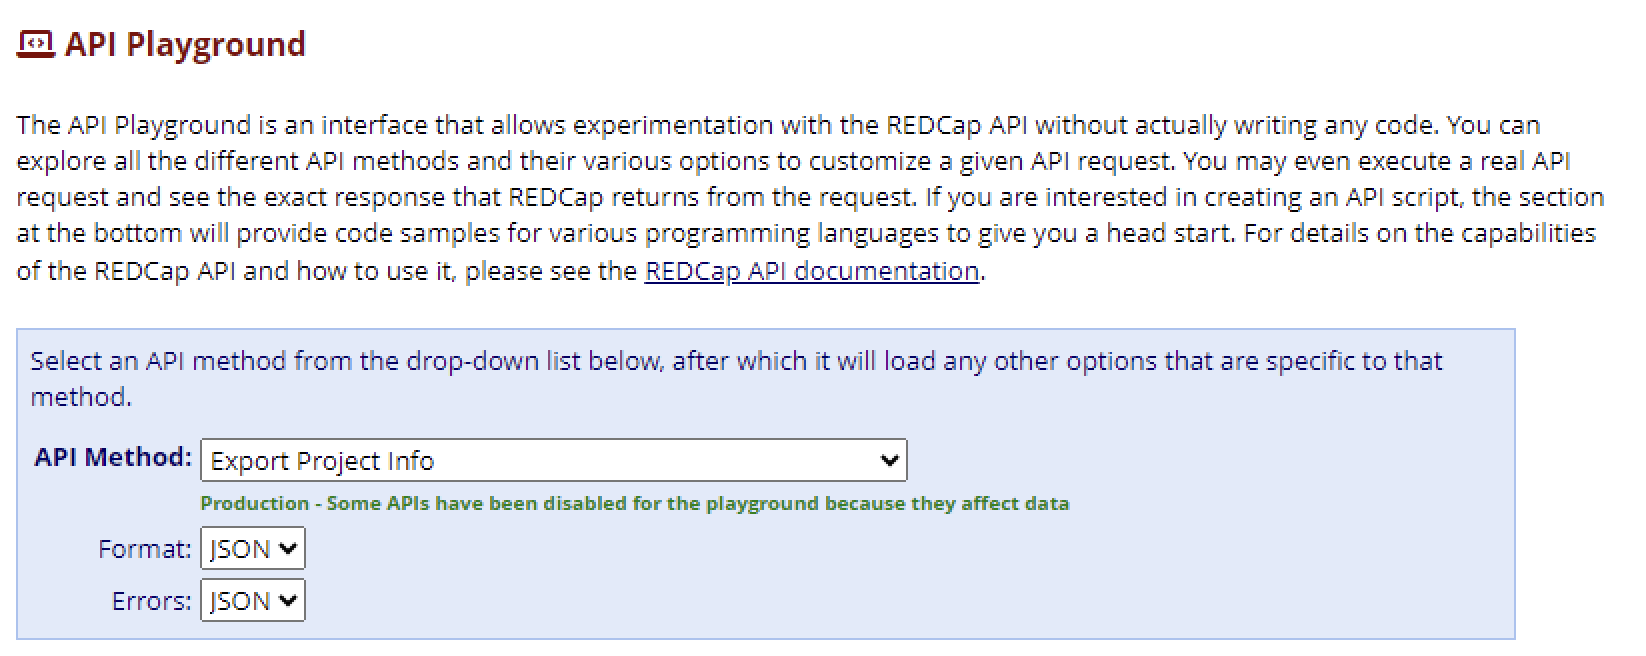 API Playground
The API Playground is an interface that allows experimentation with the REDCap API without actually writing any code. You can
explore all the different API methods and their various options to customize a given API request. You may even execute a real API
request and see the exact response that REDCap returns from the request. If you are interested in creating an API script, the section
at the bottom will provide code samples for various programming languages to give you a head start. For details on the capabilities
of the REDCap API and how to use it, please see the REDCap API documentation.
Select an API method from the drop-down list below, after which it will load any other options that are specific to that
method.
API Method: Export Project Info
Production - Some APIs have been disabled for the playground because they affect data
Format: JSON
Errors: JSON